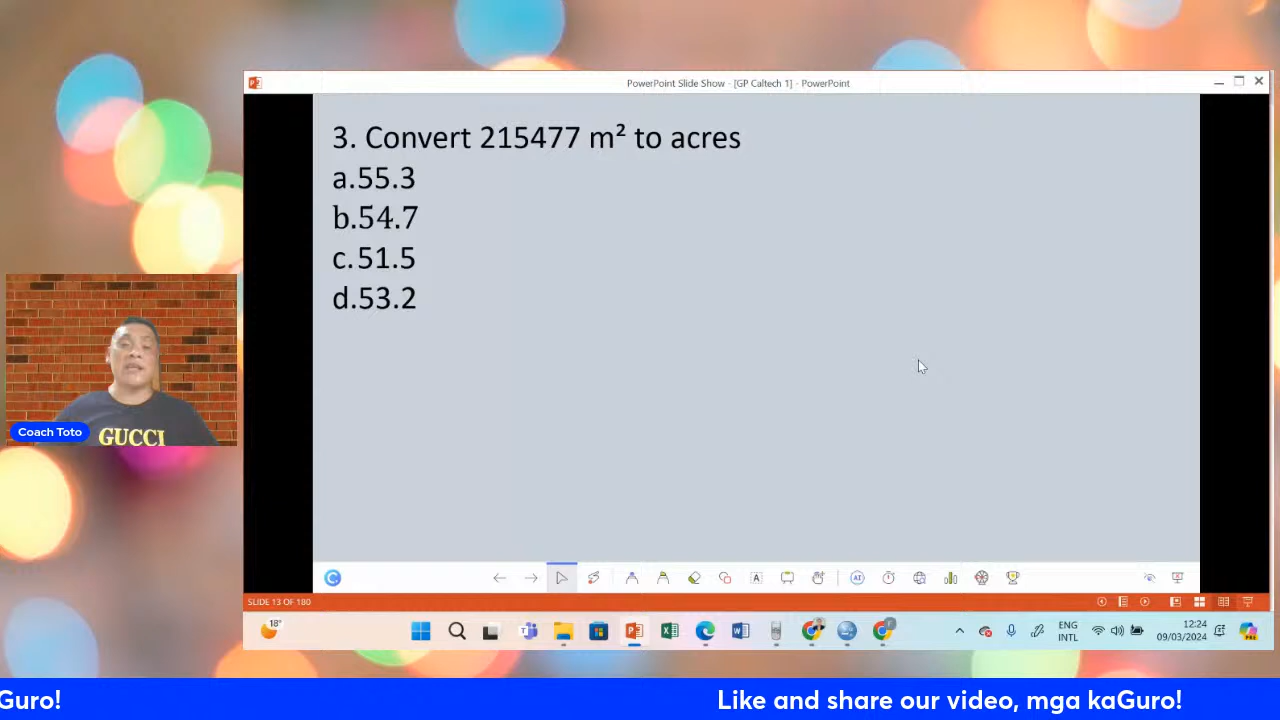 PowerPoint Slide Show - [GP Caltech 1] - PowerPoint
3. Convert 215477 m² to acres
a.55.3
b.54.7
c.51.5
d.53.2
GUCCI
Coach Toto
A
AI
SLIDE 13 OF 180
18°
ENG
INTL
12:24
09/03/2024
Guro!
Like and share our video, mga kaGuro!